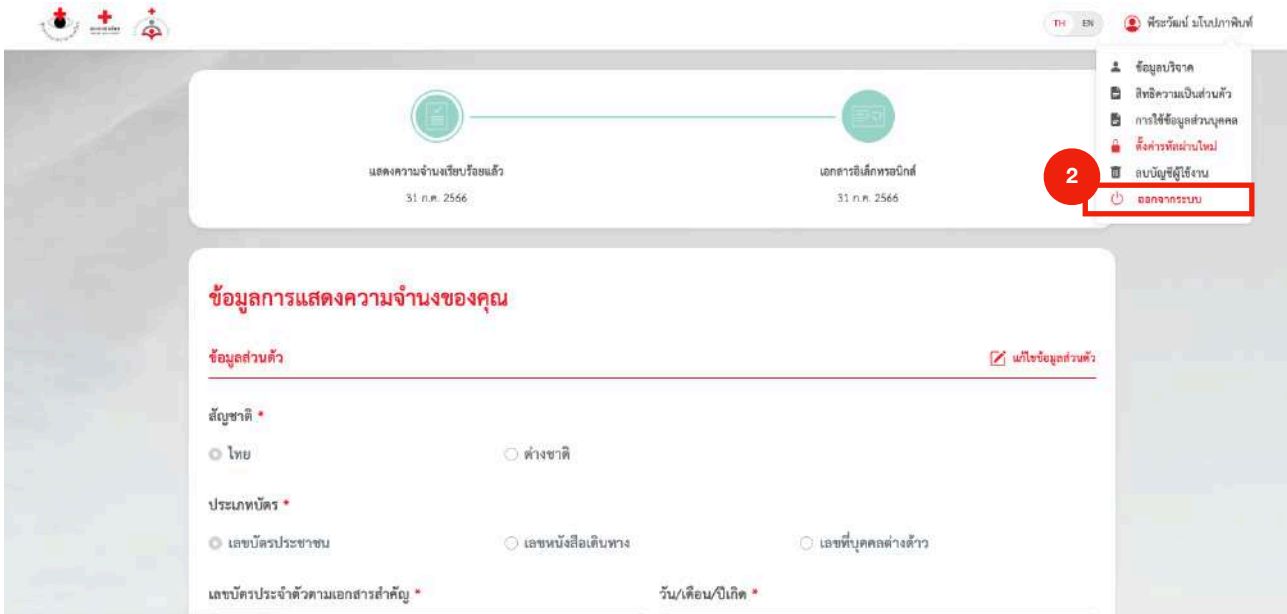 TH EN พีระวัฒน์ มโนปภาพินท์
ข้อมูลบริจาค
สิทธิความเป็นส่วนตัว
การใช้ข้อมูลส่วนบุคคล
ตั้งค่ารหัสผ่านใหม่
ลบบัญชีผู้ใช้งาน
2
ออกจากระบบ
แสดงความจำนงเรียบร้อยแล้ว
31 ก.ค. 2566
เอกสารอิเล็กทรอนิกส์
31 ก.ค. 2566
ข้อมูลการแสดงความจำนงของคุณ
ข้อมูลส่วนตัว แก้ไขข้อมูลส่วนตัว
สัญชาติ *
ไทย ต่างชาติ
ประเภทบัตร *
เลขบัตรประชาชน เลขหนังสือเดินทาง เลขที่บุคคลต่างด้าว
เลขบัตรประจำตัวตามเอกสารสำคัญ * วัน/เดือน/ปีเกิด *